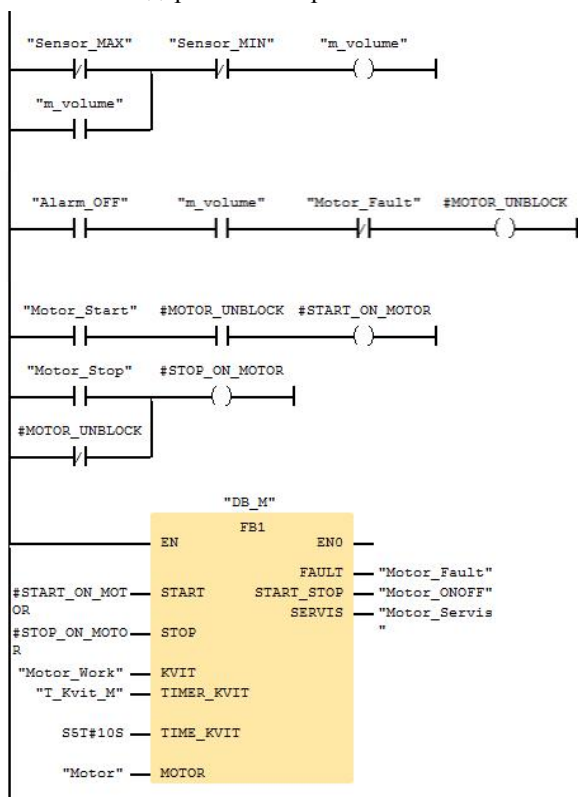 "Sensor_MAX" "Sensor_MIN" "m_volume"
"m_volume"
"Alarm_OFF" "m_volume" "Motor_Fault" #MOTOR_UNBLOCK
"Motor_Start" #MOTOR_UNBLOCK #START_ON_MOTOR
"Motor_Stop" #STOP_ON_MOTOR
#MOTOR_UNBLOCK
"DB_M"
FB1
EN ENO
FAULT "Motor_Fault"
#START_ON_MOT START START_STOP "Motor_ONOFF"
OR SERVIS "Motor_Servis
#STOP_ON_MOTO STOP "
R
"Motor_Work" KVIT
"T_Kvit_M" TIMER_KVIT
S5T#10S TIME_KVIT
"Motor" MOTOR